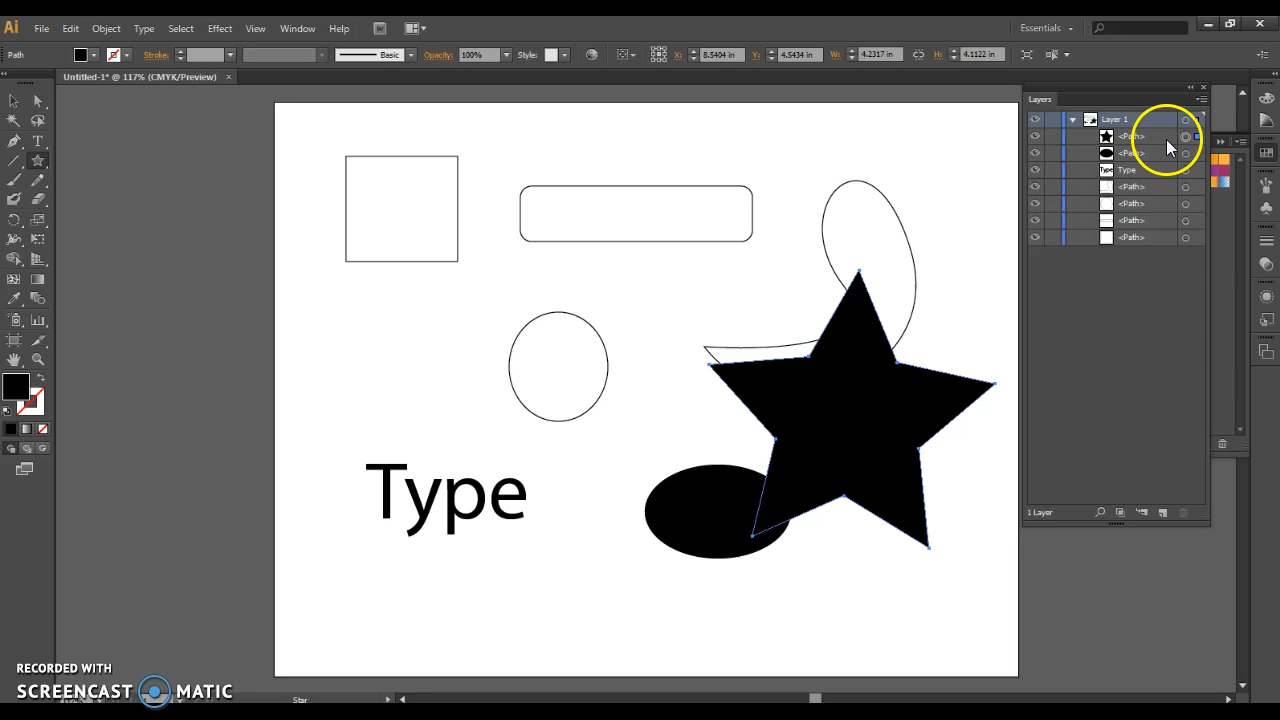 Ai File Edit Object Type Select Effect View Window Help Br Essentials
Path Stroke: Basic Opacity: 100% Style: X: 8.5404 in Y: 4.5434 in W: 4.2317 in H: 4.1122 in
Untitled-1* @ 117% (CMYK/Preview) ×
Layers
Layer 1
<Path>
<Path>
Type Type
<Path>
<Path>
<Path>
<Path>
Type
1 Layer
RECORDED WITH
SCREENCAST MATIC
Star